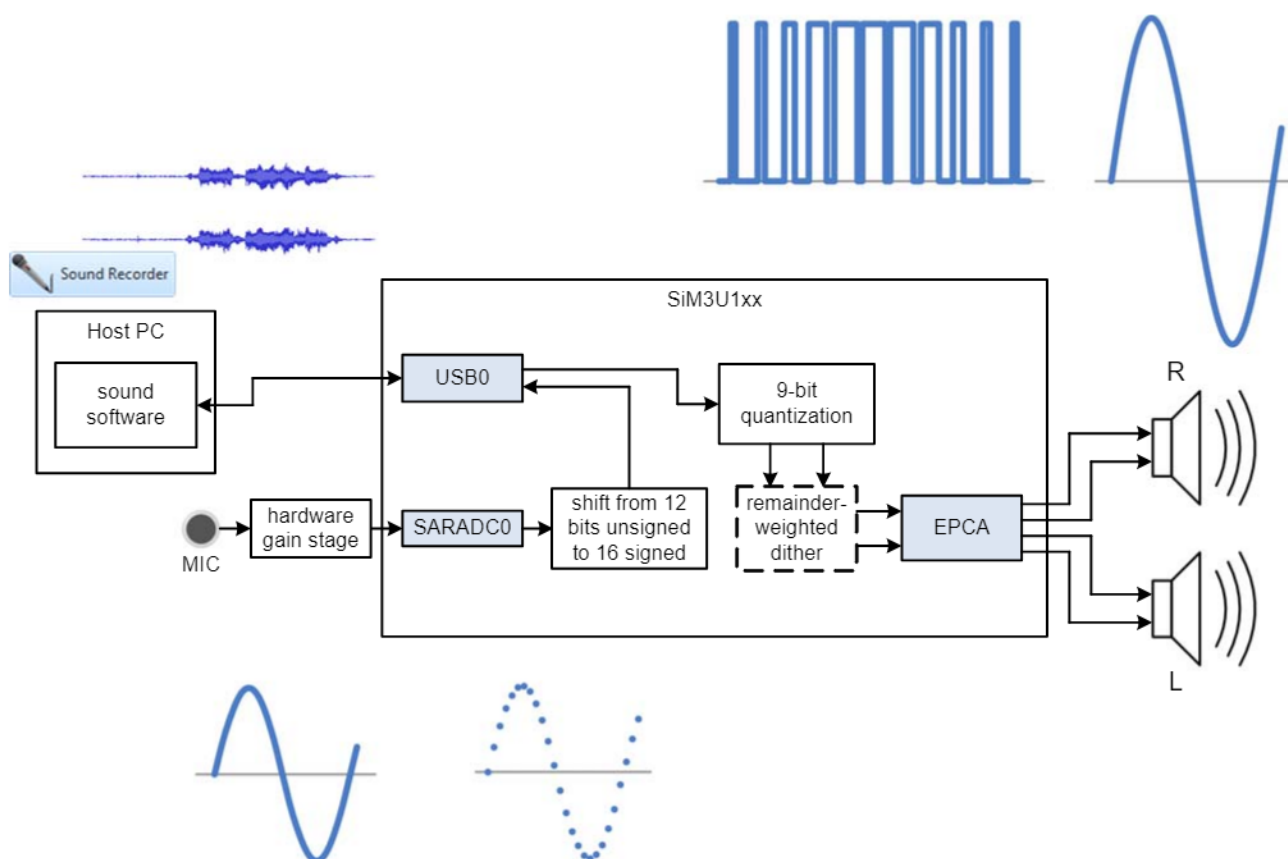 Sound Recorder
SiM3U1xx
Host PC
sound
software
USB0
9-bit
quantization
R
hardware
gain stage
MIC
SARADC0
shift from 12
bits unsigned
to 16 signed
remainder-
weighted
dither
EPCA
L